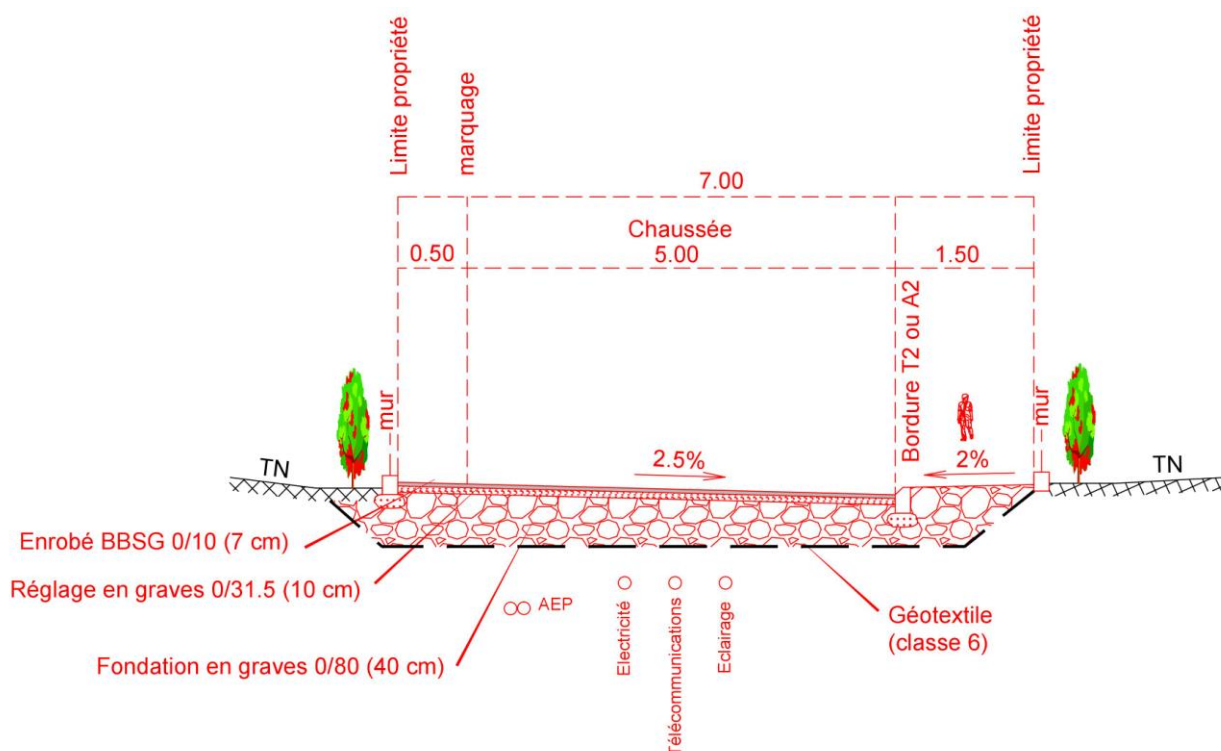 Limite propriété
marquage
Limite propriété
7.00
Chaussée
0.50
5.00
1.50
Bordure T2 ou A2
mur
mur
TN
2.5%
2%
TN
Enrobé BBSG 0/10 (7 cm)
Réglage en graves 0/31.5 (10 cm)
AEP
Electricité
Télécommunications
Eclairage
Géotextile
(classe 6)
Fondation en graves 0/80 (40 cm)